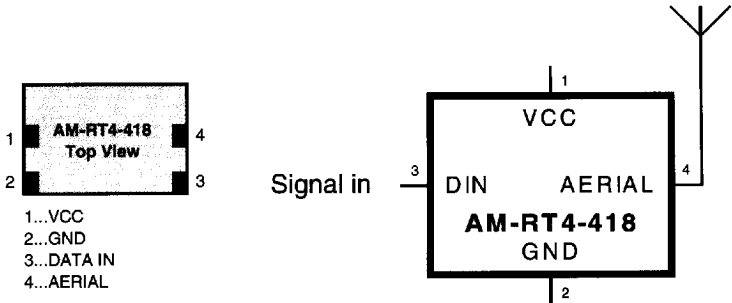 AM-RT4-418
Top View
1
4
2
3
1...VCC
2...GND
3...DATA IN
4...AERIAL
Signal in
1
VCC
3
DIN
AERIAL
4
AM-RT4-418
GND
2